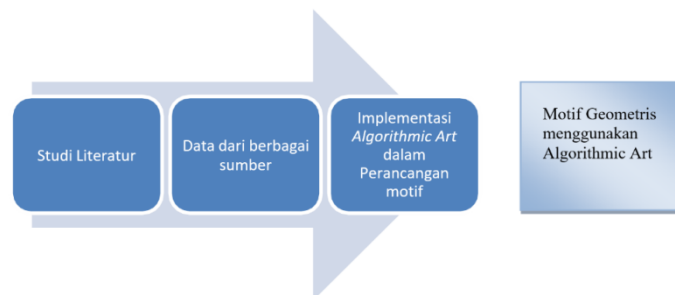 Studi Literatur
Data dari berbagai
sumber
Implementasi
Algorithmic Art
dalam
Perancangan
motif
Motif Geometris
menggunakan
Algorithmic Art